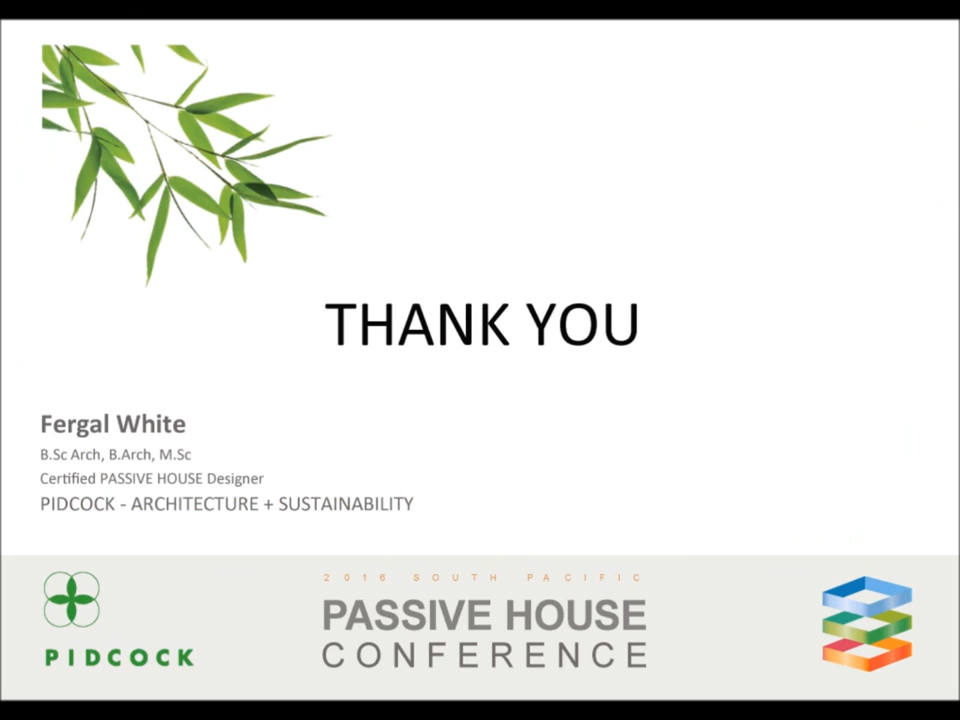 THANK YOU
Fergal White
B.Sc Arch, B.Arch, M.Sc
Certified PASSIVE HOUSE Designer
PIDCOCK - ARCHITECTURE + SUSTAINABILITY
PIDCOCK
2016 SOUTH PACIFIC
PASSIVE HOUSE
CONFERENCE